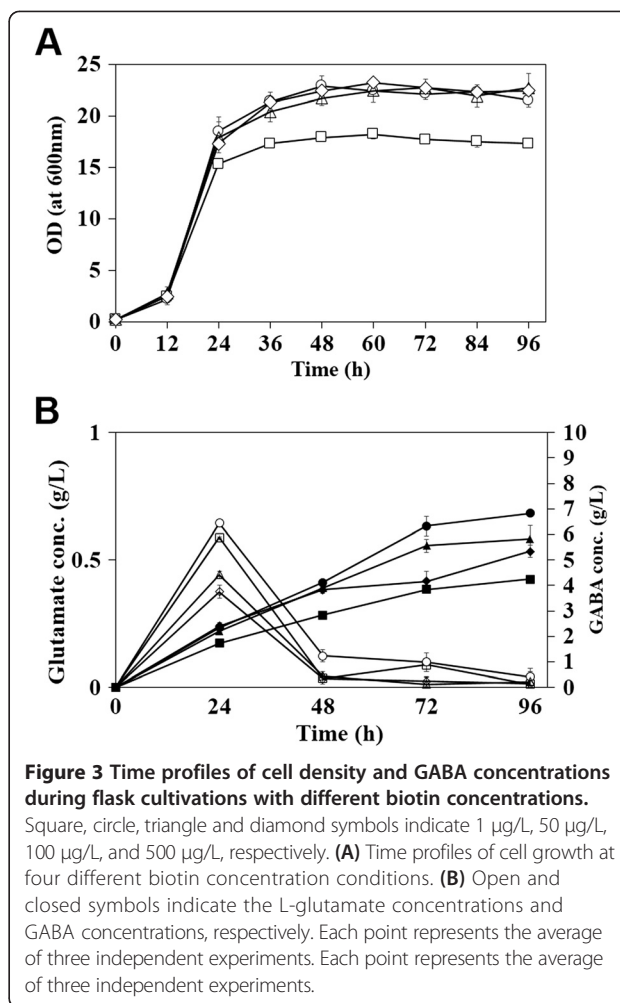 A
25
20
15
10
5
0
OD (at 600nm)
0 12 24 36 48 60 72 84 96
Time (h)
B
1
0.5
0
Glutamate conc. (g/L)
10
9
8
7
6
5
4
3
2
1
0
GABA conc. (g/L)
0 24 48 72 96
Time (h)
Figure 3 Time profiles of cell density and GABA concentrations
during flask cultivations with different biotin concentrations.
Square, circle, triangle and diamond symbols indicate 1 μg/L, 50 μg/L,
100 μg/L, and 500 μg/L, respectively. (A) Time profiles of cell growth at
four different biotin concentration conditions. (B) Open and
closed symbols indicate the L-glutamate concentrations and
GABA concentrations, respectively. Each point represents the average
of three independent experiments. Each point represents the average
of three independent experiments.